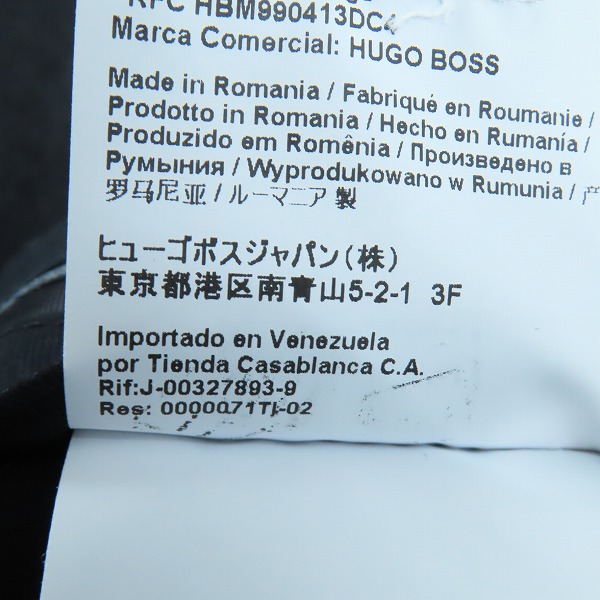 RFC HBM990413DC4
Marca Comercial: HUGO BOSS
Made in Romania / Fabriqué en Roumanie /
Prodotto in Romania / Hecho en Rumanía /
Produzido em Romênia / Произведено в
Румыния / Wyprodukowano w Rumunia / 产
罗马尼亚 / ルーマニア 製
ヒューゴボスジャパン(株)
東京都港区南青山5-2-1 3F
Importado en Venezuela
por Tienda Casablanca C.A.
Rif:J-00327893-9
Res: 0000071TI-02